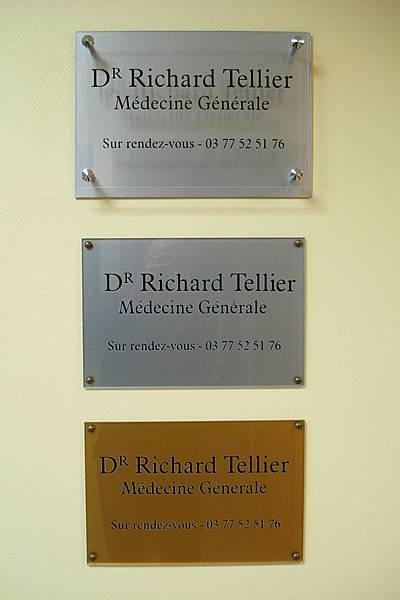 Dᴿ Richard Tellier
Médecine Générale
Sur rendez-vous - 03 77 52 51 76
Dᴿ Richard Tellier
Médecine Générale
Sur rendez-vous - 03 77 52 51 76
Dᴿ Richard Tellier
Médecine Générale
Sur rendez-vous - 03 77 52 51 76